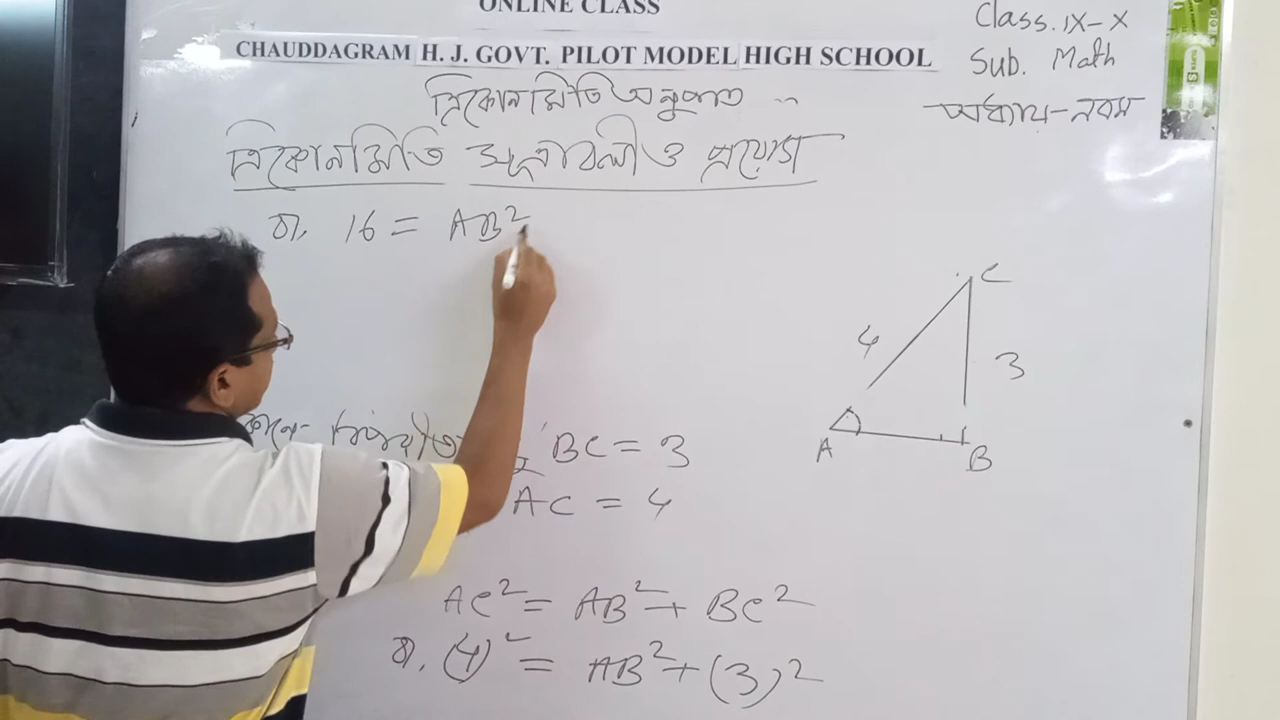 ONLINE CLASS
CHAUDDAGRAM H. J. GOVT. PILOT MODEL HIGH SCHOOL
Class. IX-X
Sub. Math
অধ্যায়-নবম
ত্রিকোনমিতি অনুপাত
ত্রিকোনমিতি সূত্রাবলী ও প্রয়োগ
বা, 16 = AB²
C
4
3
A
B
BC = 3
AC = 4
AC² = AB² + BC²
বা, (4)² = AB² + (3)²